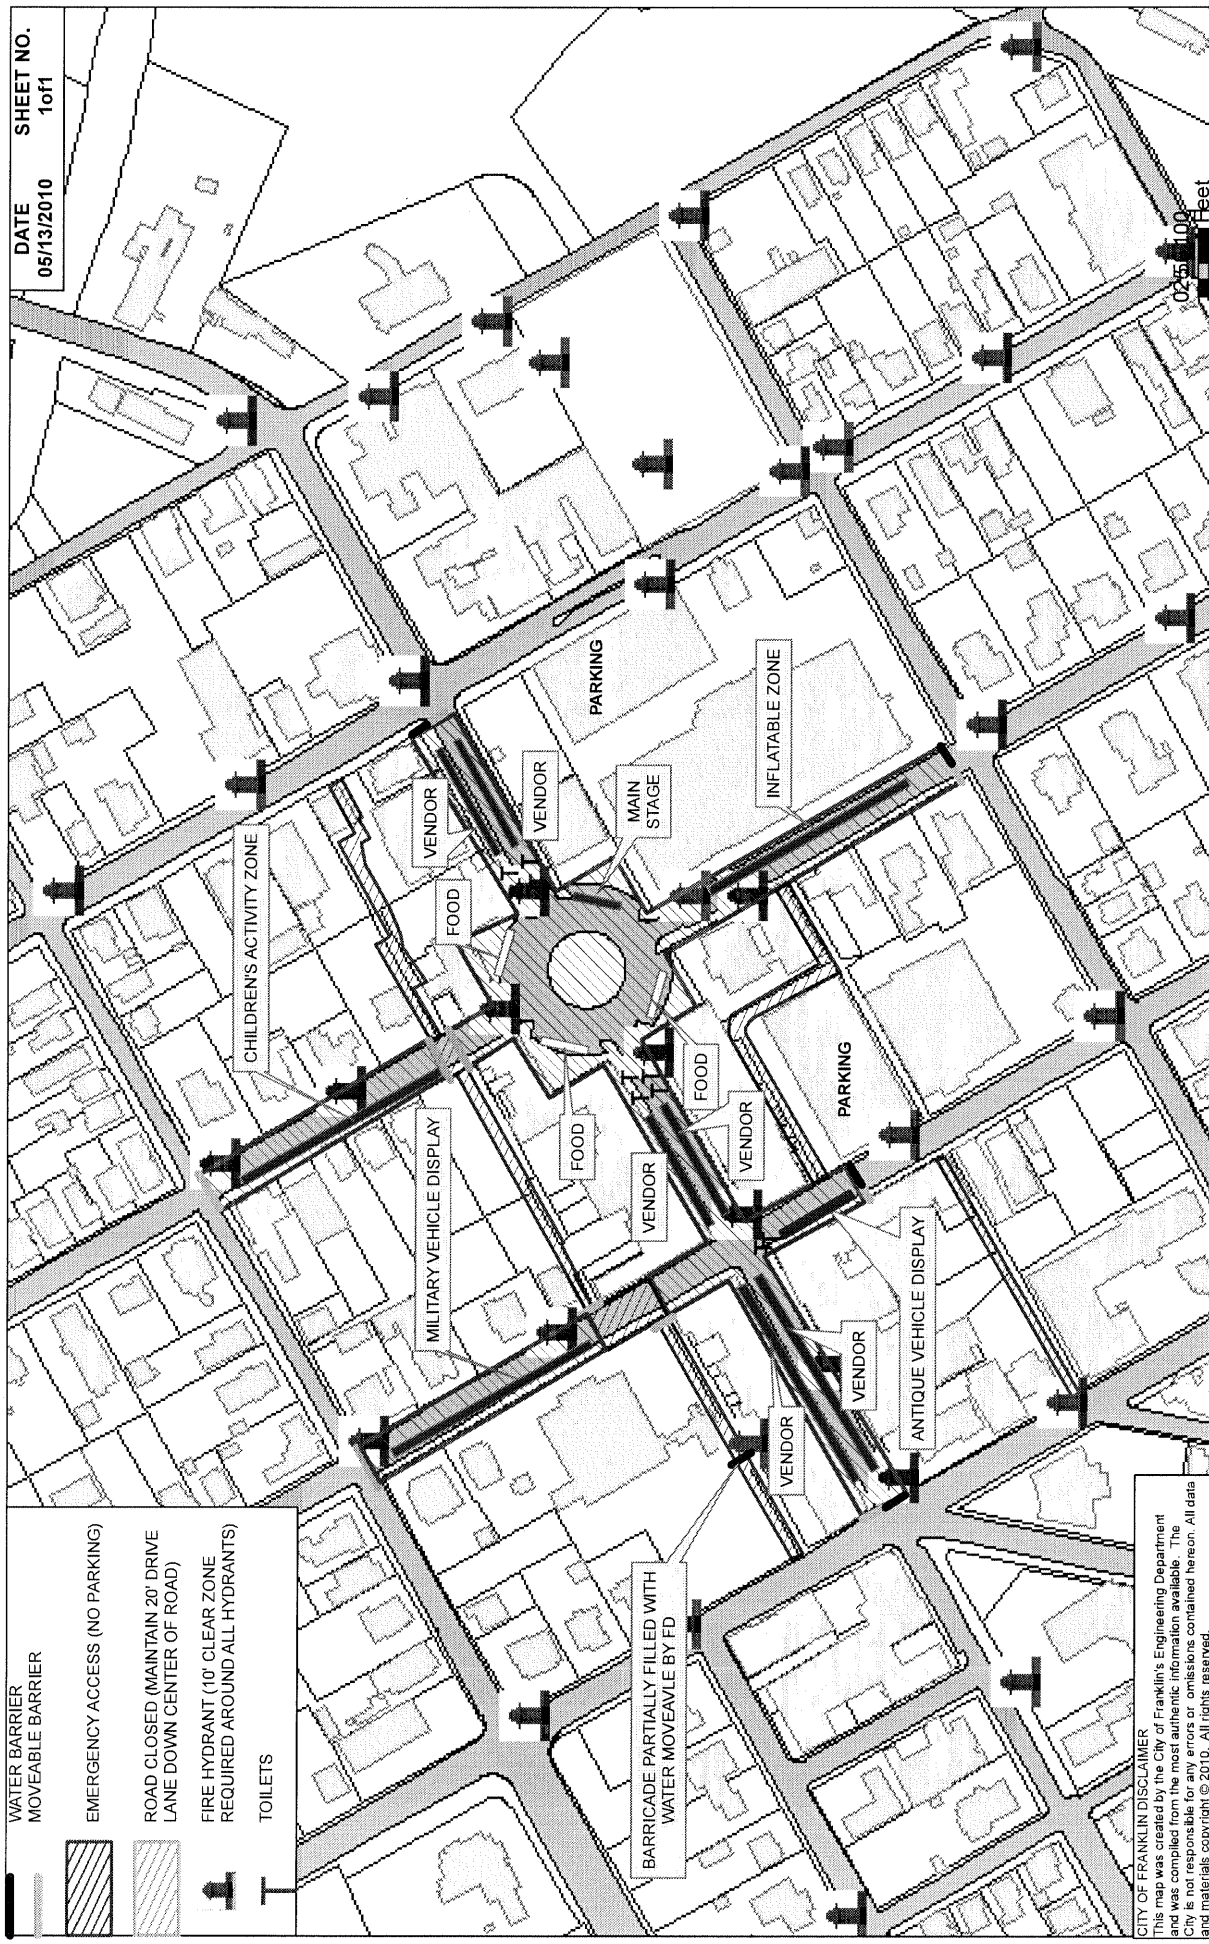 DATE SHEET NO.
05/13/2010 1of1
WATER BARRIER
MOVEABLE BARRIER
EMERGENCY ACCESS (NO PARKING)
ROAD CLOSED (MAINTAIN 20' DRIVE
LANE DOWN CENTER OF ROAD)
FIRE HYDRANT (10' CLEAR ZONE
REQUIRED AROUND ALL HYDRANTS)
TOILETS
CHILDREN'S ACTIVITY ZONE
MILITARY VEHICLE DISPLAY
VENDOR
VENDOR
FOOD
MAIN
STAGE
PARKING
INFLATABLE ZONE
FOOD
FOOD
VENDOR
VENDOR
PARKING
VENDOR
VENDOR
ANTIQUE VEHICLE DISPLAY
BARRICADE PARTIALLY FILLED WITH
WATER MOVEAVLE BY FD
Feet
CITY OF FRANKLIN DISCLAIMER
This map was created by the City of Franklin's Engineering Department
and was compiled from the most authentic information available. The
City is not responsible for any errors or omissions contained hereon. All data
and materials copyright © 2010. All rights reserved.